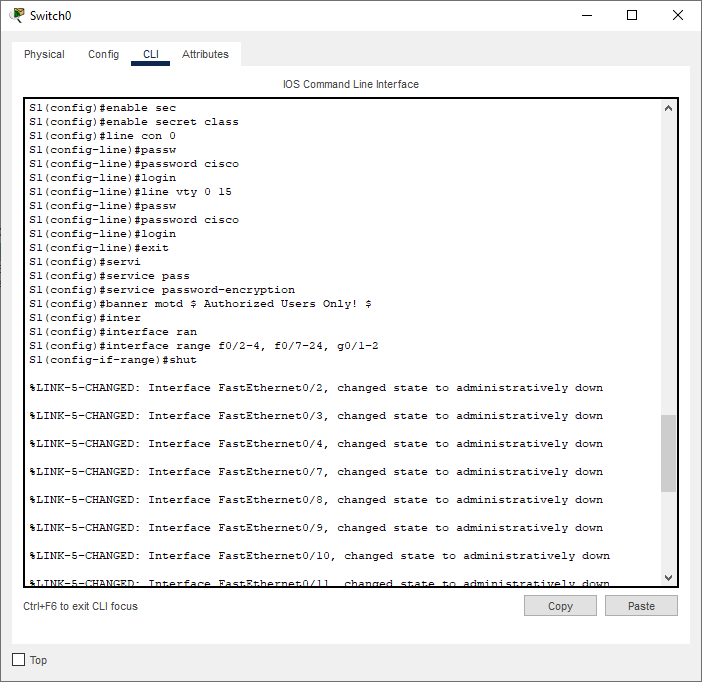 Switch0
Physical Config CLI Attributes
IOS Command Line Interface
S1(config)#enable sec
S1(config)#enable secret class
S1(config)#line con 0
S1(config-line)#passw
S1(config-line)#password cisco
S1(config-line)#login
S1(config-line)#line vty 0 15
S1(config-line)#passw
S1(config-line)#password cisco
S1(config-line)#login
S1(config-line)#exit
S1(config)#servi
S1(config)#service pass
S1(config)#service password-encryption
S1(config)#banner motd $ Authorized Users Only! $
S1(config)#inter
S1(config)#interface ran
S1(config)#interface range f0/2-4, f0/7-24, g0/1-2
S1(config-if-range)#shut
%LINK-5-CHANGED: Interface FastEthernet0/2, changed state to administratively down
%LINK-5-CHANGED: Interface FastEthernet0/3, changed state to administratively down
%LINK-5-CHANGED: Interface FastEthernet0/4, changed state to administratively down
%LINK-5-CHANGED: Interface FastEthernet0/7, changed state to administratively down
%LINK-5-CHANGED: Interface FastEthernet0/8, changed state to administratively down
%LINK-5-CHANGED: Interface FastEthernet0/9, changed state to administratively down
%LINK-5-CHANGED: Interface FastEthernet0/10, changed state to administratively down
%LINK-5-CHANGED: Interface FastEthernet0/11, changed state to administratively down
Ctrl+F6 to exit CLI focus
Copy Paste
Top